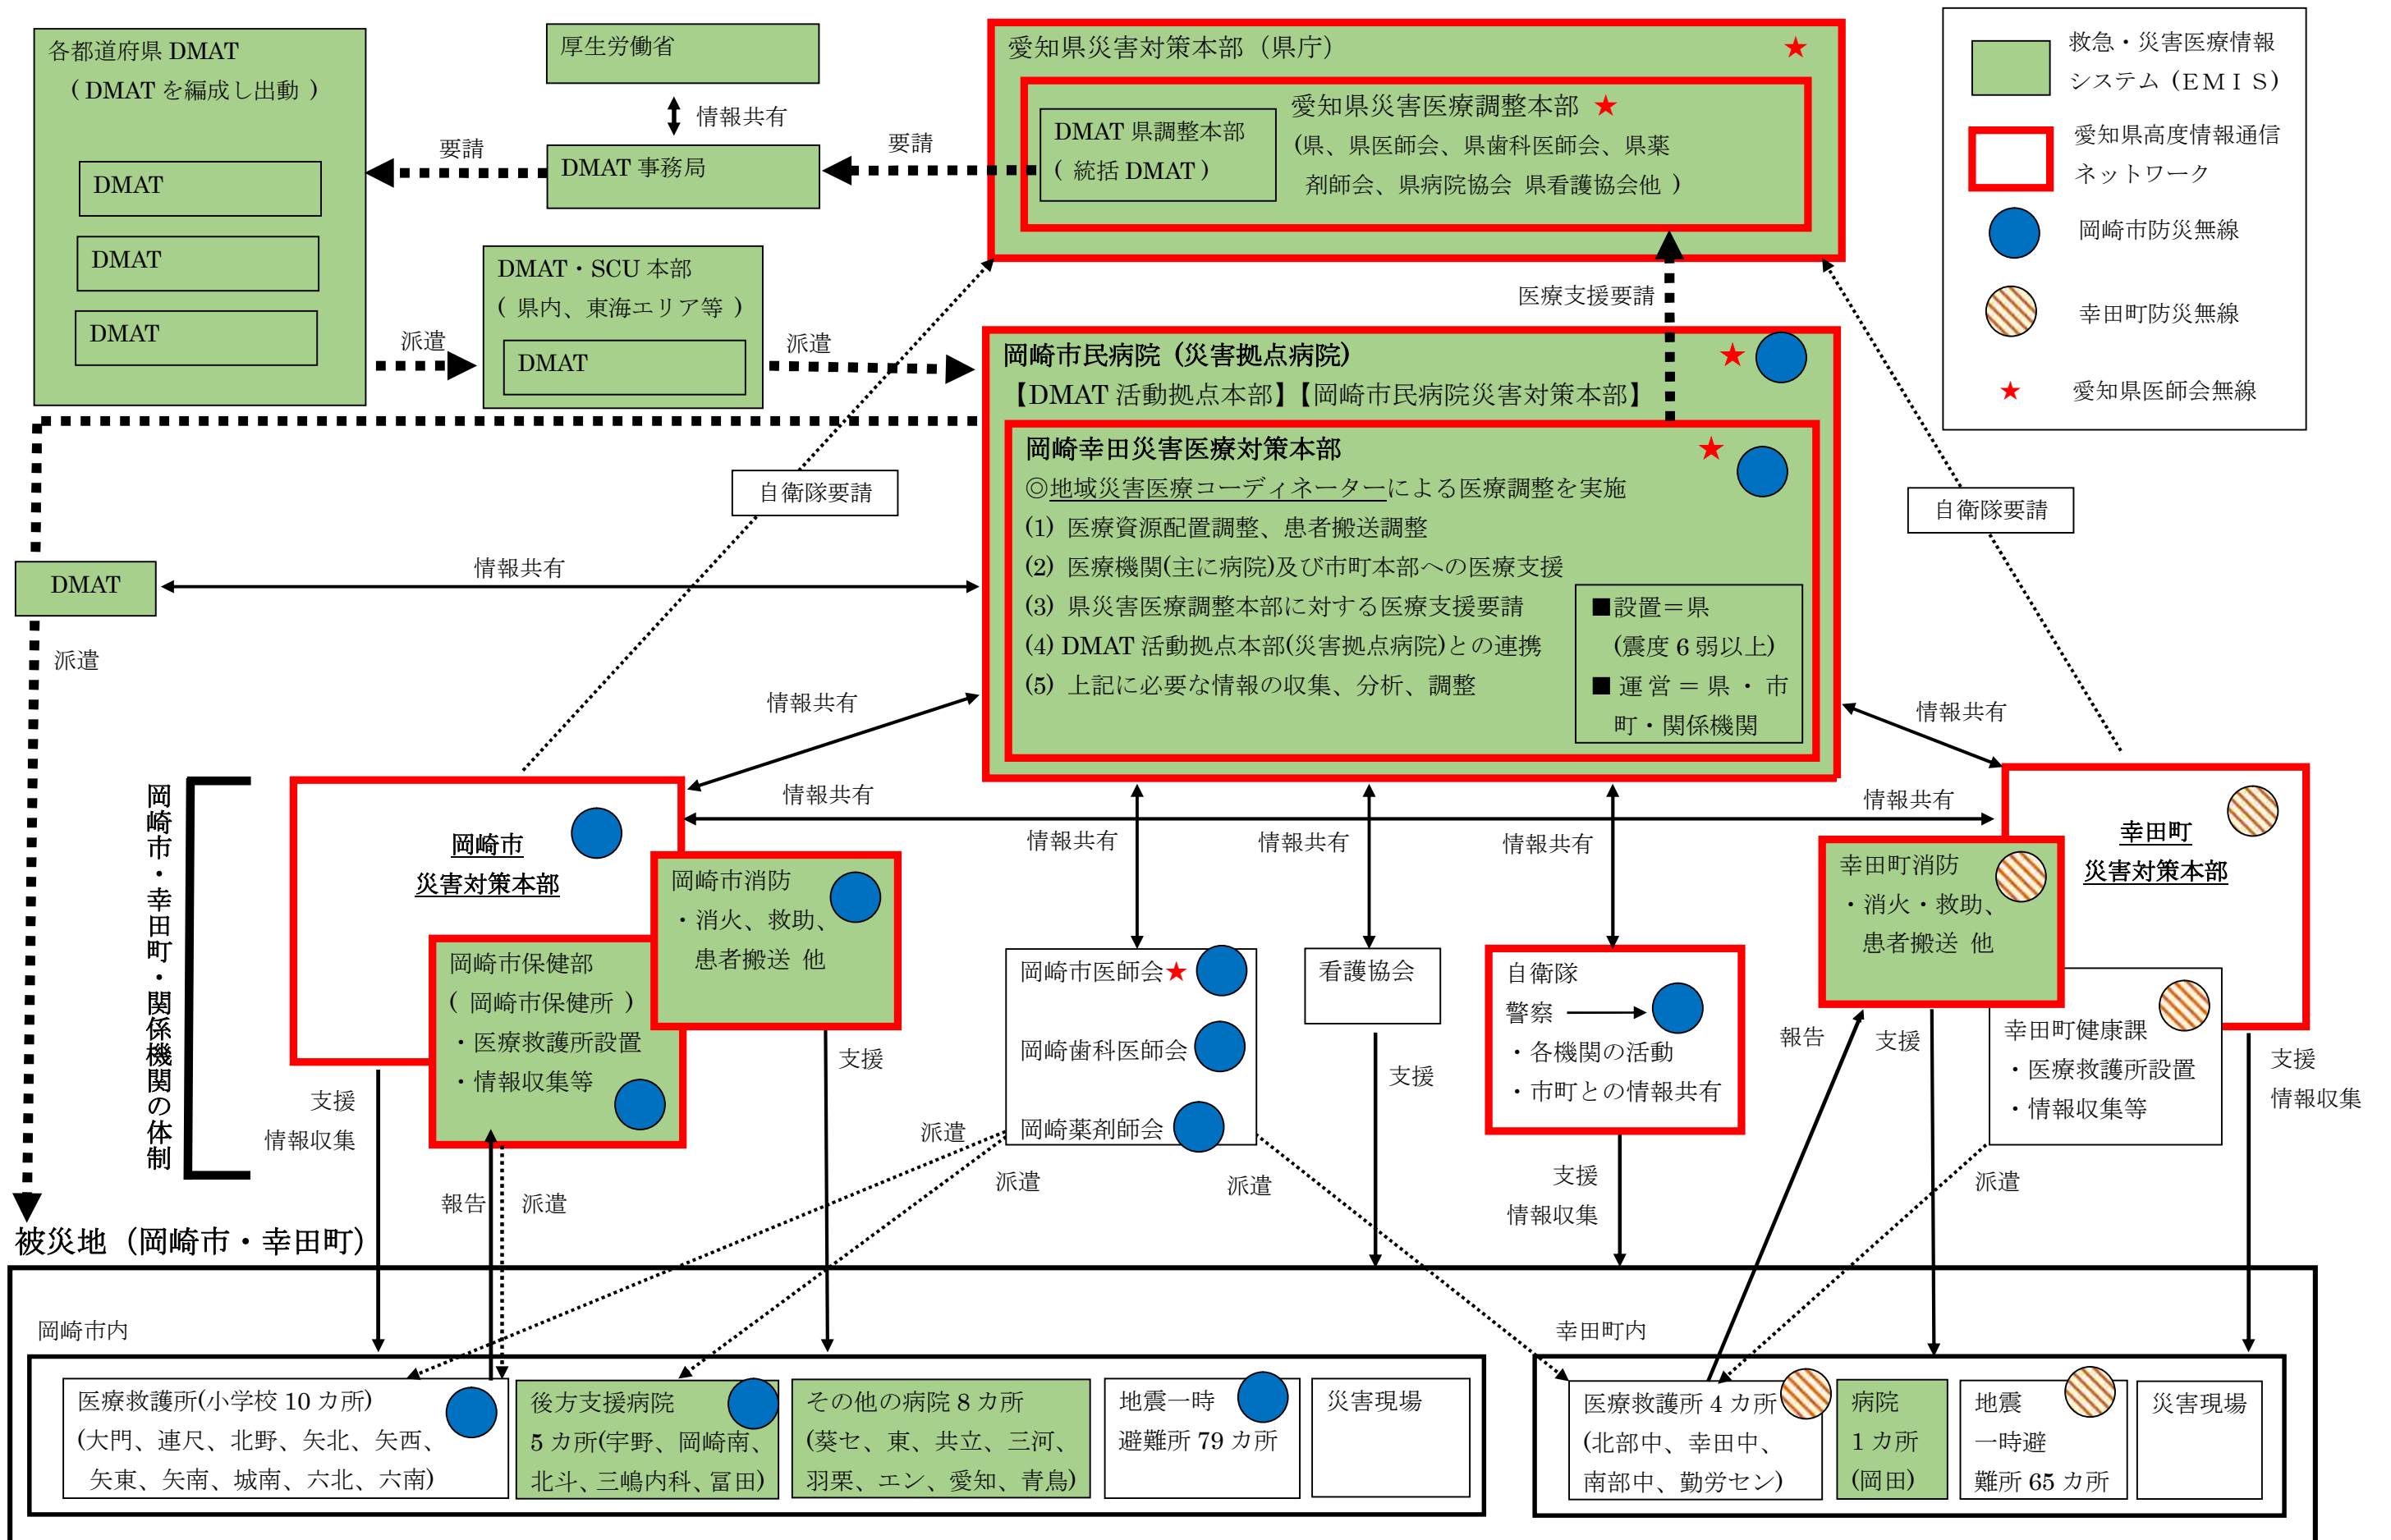 各都道府県 DMAT
( DMAT を編成し出動 )
DMAT
DMAT
DMAT
厚生労働省
情報共有
要請
DMAT 事務局
要請
愛知県災害対策本部（県庁）
愛知県災害医療調整本部
(県、県医師会、県歯科医師会、県薬
剤師会、県病院協会 県看護協会他 )
DMAT 県調整本部
( 統括 DMAT )
救急・災害医療情報
システム (ＥＭＩＳ)
愛知県高度情報通信
ネットワーク
岡崎市防災無線
幸田町防災無線
愛知県医師会無線
DMAT・SCU 本部
( 県内、東海エリア等 )
DMAT
派遣
派遣
医療支援要請
岡崎市民病院 (災害拠点病院)
【DMAT 活動拠点本部】【岡崎市民病院災害対策本部】
岡崎幸田災害医療対策本部
◎地域災害医療コーディネーターによる医療調整を実施
(1) 医療資源配置調整、患者搬送調整
(2) 医療機関(主に病院)及び市町本部への医療支援
(3) 県災害医療調整本部に対する医療支援要請
(4) DMAT 活動拠点本部(災害拠点病院)との連携
(5) 上記に必要な情報の収集、分析、調整
■設置＝県
(震度 6 弱以上)
■運営＝県・市
町・関係機関
自衛隊要請
自衛隊要請
DMAT
情報共有
派遣
情報共有
情報共有
情報共有
情報共有
情報共有
情報共有
情報共有
岡崎市・幸田町・関係機関の体制
岡崎市
災害対策本部
岡崎市消防
・消火、救助、
患者搬送 他
岡崎市保健部
( 岡崎市保健所 )
・医療救護所設置
・情報収集等
岡崎市医師会
岡崎歯科医師会
岡崎薬剤師会
看護協会
自衛隊
警察
・各機関の活動
・市町との情報共有
幸田町
災害対策本部
幸田町消防
・消火・救助、
患者搬送 他
幸田町健康課
・医療救護所設置
・情報収集等
支援
情報収集
報告
派遣
支援
派遣
派遣
派遣
支援
支援
情報収集
報告
支援
派遣
支援
情報収集
被災地（岡崎市・幸田町）
岡崎市内
医療救護所(小学校 10 カ所)
(大門、連尺、北野、矢北、矢西、
矢東、矢南、城南、六北、六南)
後方支援病院
5 カ所(宇野、岡崎南、
北斗、三嶋内科、冨田)
その他の病院 8 カ所
(葵セ、東、共立、三河、
羽栗、エン、愛知、青鳥)
地震一時
避難所 79 カ所
災害現場
幸田町内
医療救護所 4 カ所
(北部中、幸田中、
南部中、勤労セン)
病院
1 カ所
(岡田)
地震
一時避
難所 65 カ所
災害現場